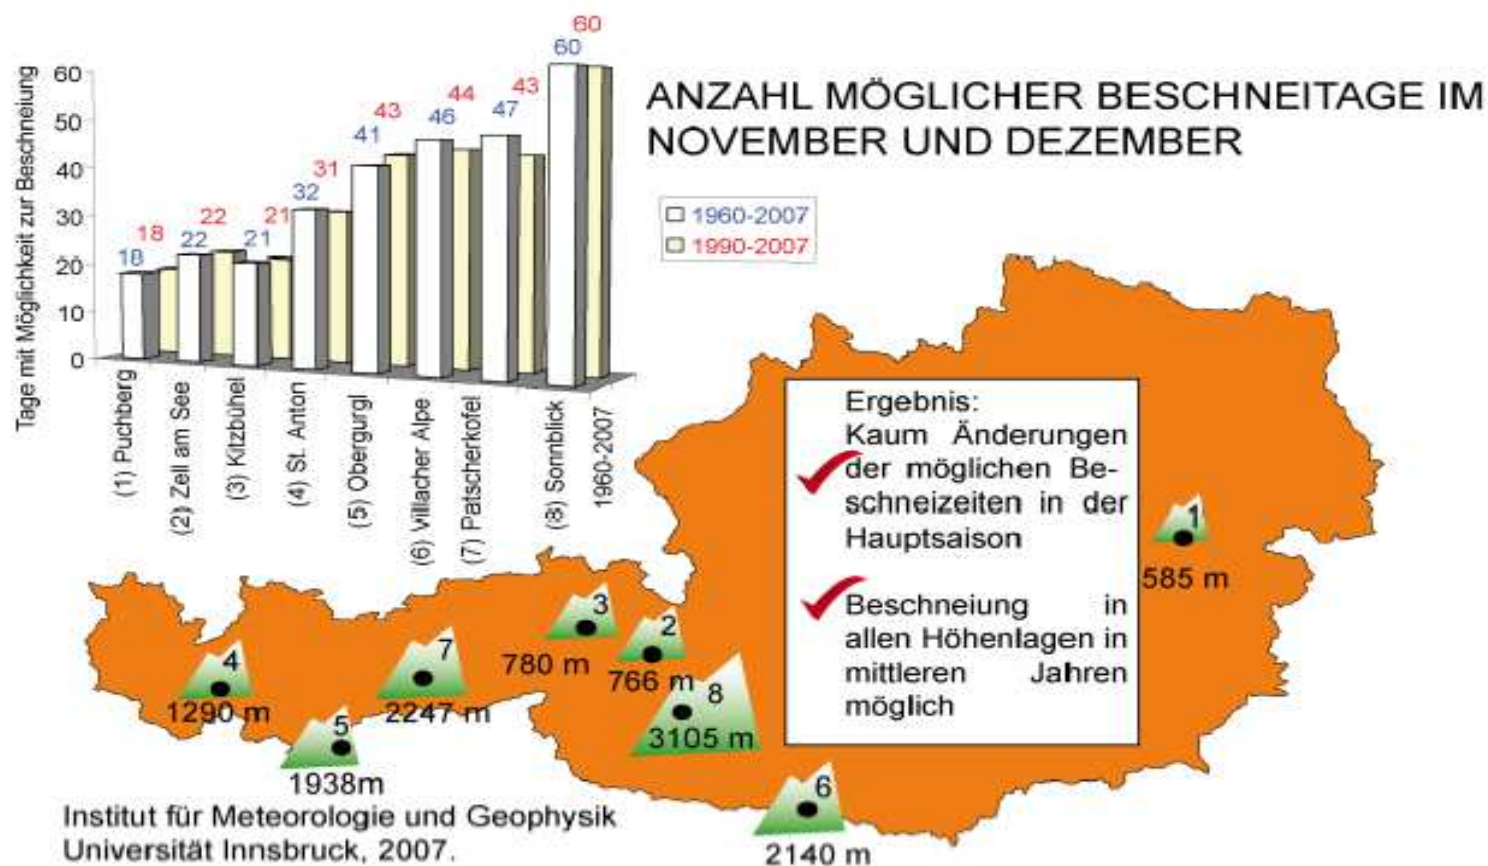 ANZAHL MÖGLICHER BESCHNEITAGE IM
NOVEMBER UND DEZEMBER
1960-2007
1990-2007
Tage mit Möglichkeit zur Beschneiung
60
50
40
30
20
10
0
18
18
22
22
21
21
32
31
41
43
46
44
47
43
60
60
(1) Puchberg
(2) Zell am See
(3) Kitzbühel
(4) St. Anton
(5) Obergurgl
(6) Villacher Alpe
(7) Patscherkofel
(8) Sonnblick
1960-2007
Ergebnis:
Kaum Änderungen
der möglichen Be-
schneizeiten in der
Hauptsaison
Beschneiung in
allen Höhenlagen in
mittleren Jahren
möglich
1
585 m
3
780 m
2
766 m
4
1290 m
7
2247 m
8
3105 m
5
1938m
6
2140 m
Institut für Meteorologie und Geophysik
Universität Innsbruck, 2007.